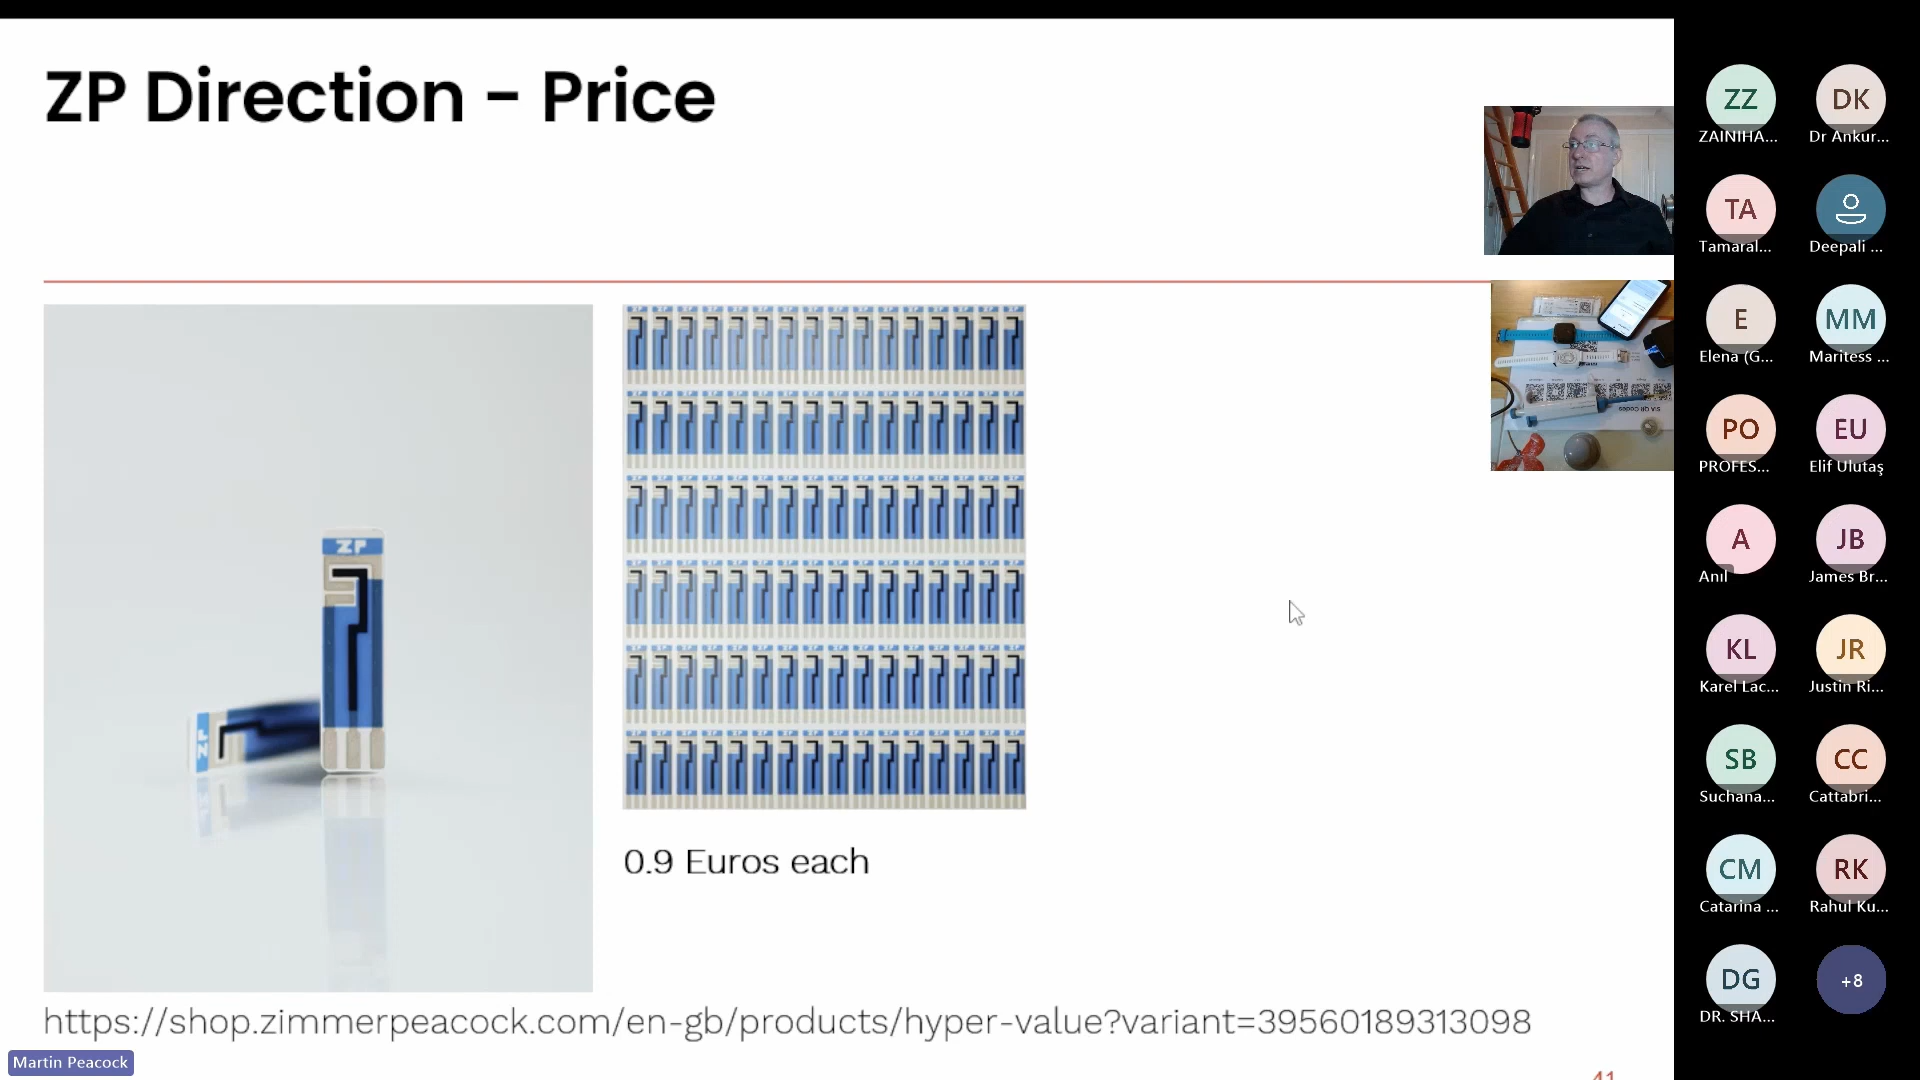 ZP Direction - Price
ZP
0.9 Euros each
https://shop.zimmerpeacock.com/en-gb/products/hyper-value?variant=39560189313098
41
Martin Peacock
ZZ
ZAINIHA...
DK
Dr Ankur...
TA
Tamaral...
Deepali ...
E
Elena (G...
MM
Maritess ...
PO
PROFES...
EU
Elif Ulutaş
A
Anıl
JB
James Br...
KL
Karel Lac...
JR
Justin Ri...
SB
Suchana...
CC
Cattabri...
CM
Catarina ...
RK
Rahul Ku...
DG
DR. SHA...
+8